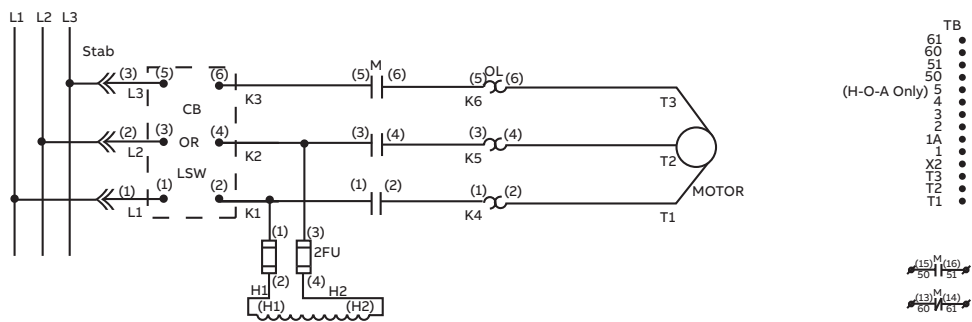 L1 L2 L3
TB
Stab
61
60
51
50
(H-O-A Only) 5
4
3
2
1A
1
X2
T3
T2
T1
(3) (5) (6) (5) M (6) (5) OL (6)
L3 K3 K6 T3
CB
(2) (3) (4) (3) (4) (3) (4)
OR
L2 K2 K5 T2
LSW
(1) (1) (2) (1) (2) (1) (2)
MOTOR
L1 K1 K4 T1
(1) (3)
2FU
(2) (4)
H1 H2
(H1) (H2)
(15) M (16)
50 51
(13) M (14)
60 61